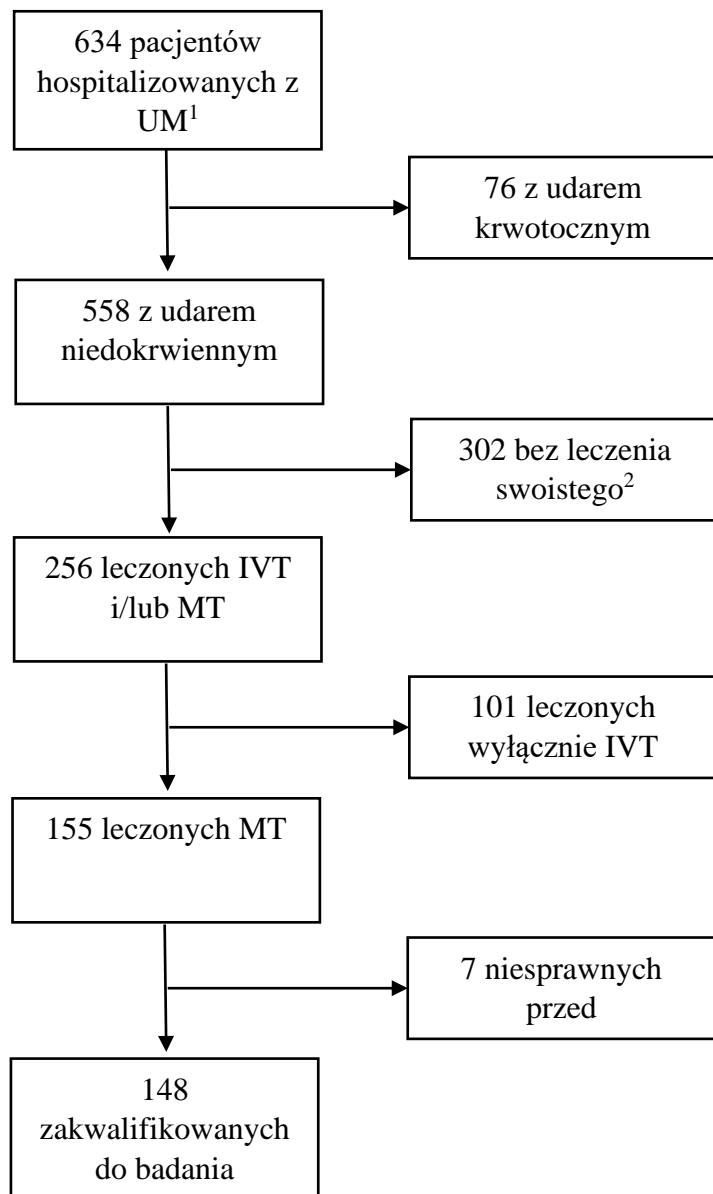 634 pacjentów
hospitalizowanych z
UM¹
76 z udarem
krwotocznym
558 z udarem
niedokrwiennym
302 bez leczenia
swoistego²
256 leczonych IVT
i/lub MT
101 leczonych
wyłącznie IVT
155 leczonych MT
7 niesprawnych
przed
148
zakwalifikowanych
do badania